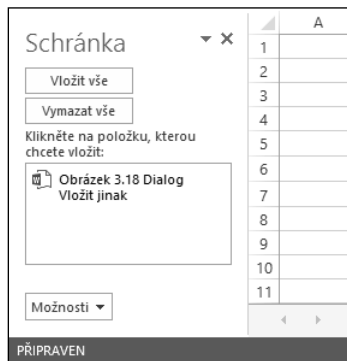 Schránka
Vložit vše
Vymazat vše
Klikněte na položku, kterou
chcete vložit:
Obrázek 3.18 Dialog
Vložit jinak
Možnosti
A
1
2
3
4
5
6
7
8
9
10
11
PŘIPRAVEN